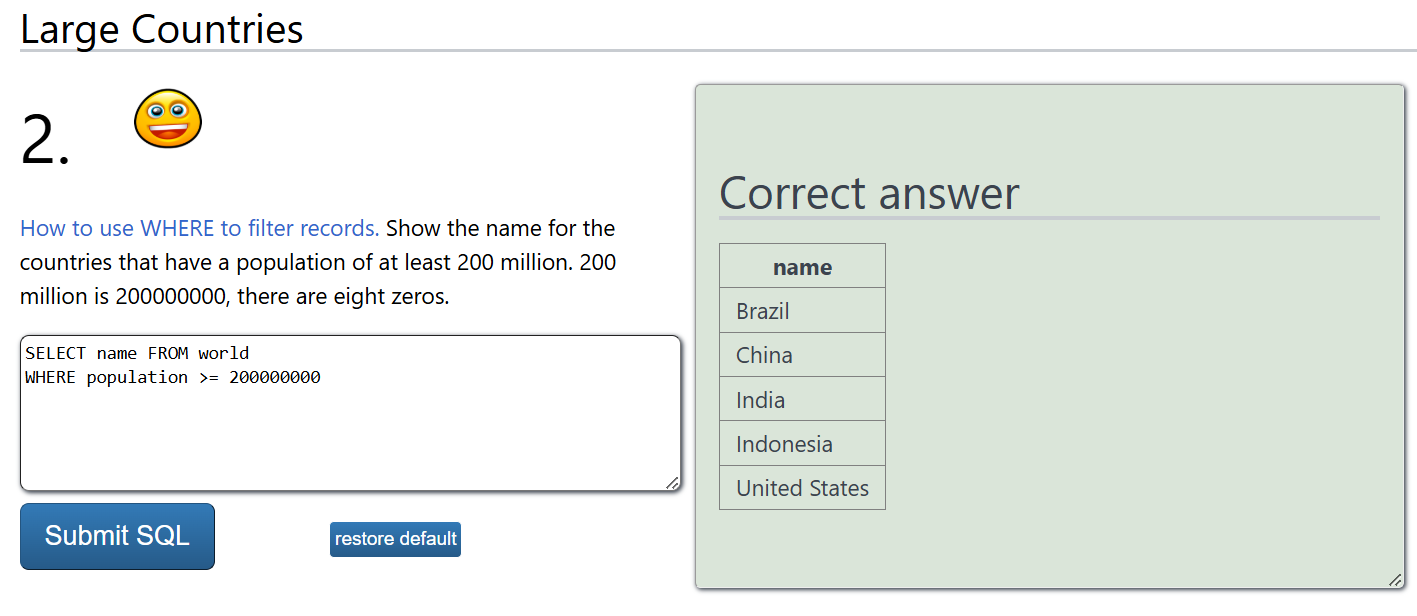 Large Countries
2.
How to use WHERE to filter records. Show the name for the
countries that have a population of at least 200 million. 200
million is 200000000, there are eight zeros.
SELECT name FROM world
WHERE population >= 200000000
Submit SQL
restore default
Correct answer
name
Brazil
China
India
Indonesia
United States